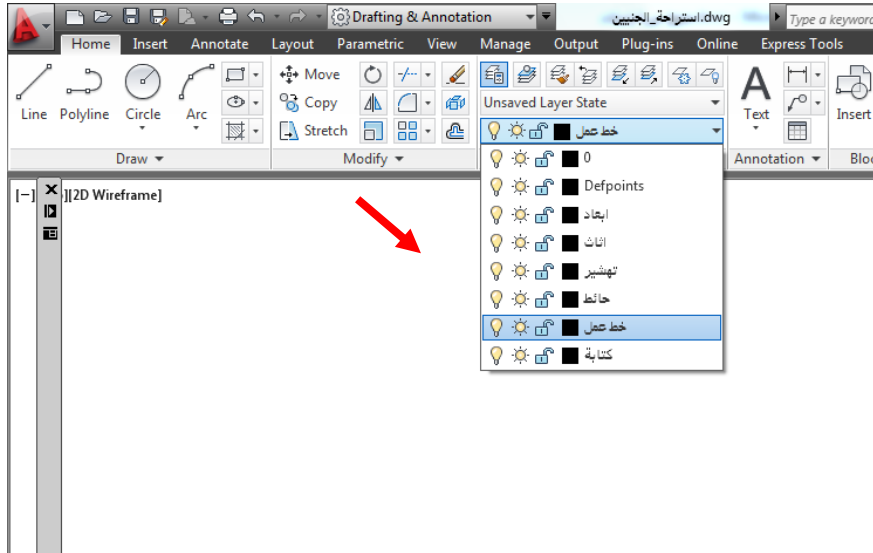 Drafting & Annotation
استراحة_الجنبين.dwg
Type a keyword
Home Insert Annotate Layout Parametric View Manage Output Plug-ins Online Express Tools
Line Polyline Circle Arc
Move
Copy
Stretch
Unsaved Layer State
خط عمل
Text
Insert
Draw
Modify
Annotation
0
Defpoints
ابعاد
اثاث
تهشير
حائط
خط عمل
كتابة
[−]
][2D Wireframe]